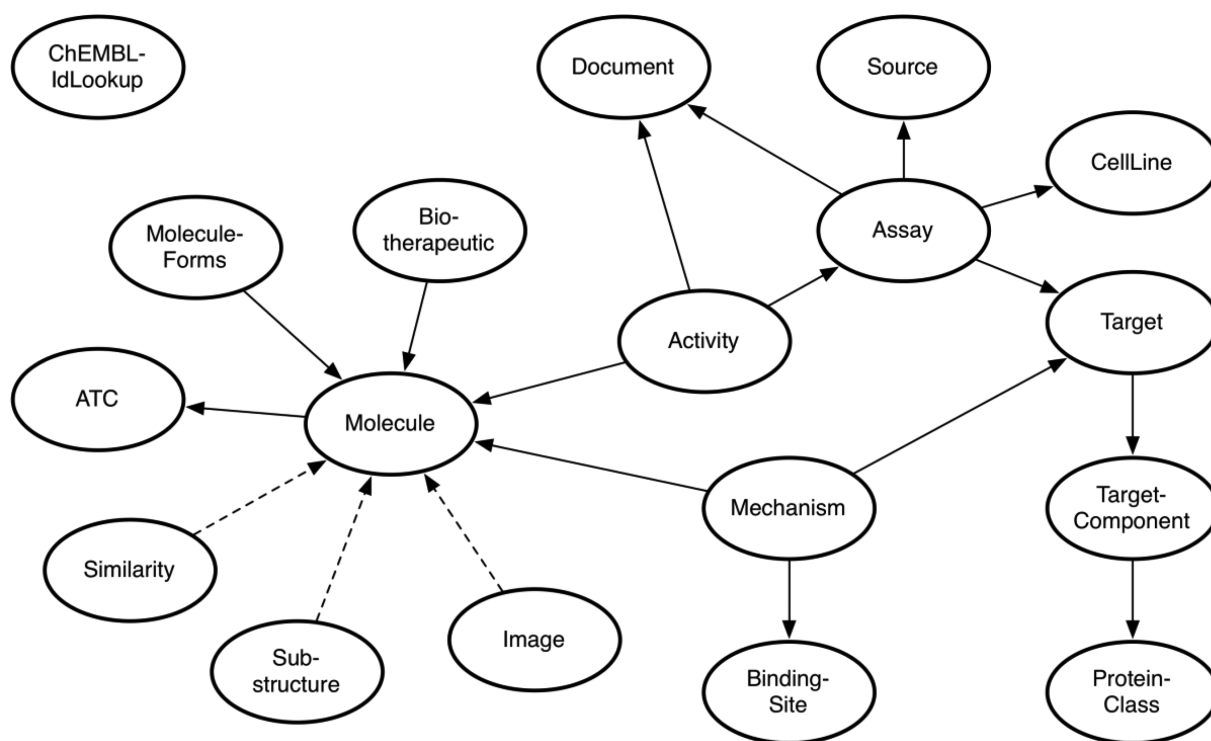 ChEMBL-
IdLookup
Document
Source
CellLine
Bio-
therapeutic
Assay
Molecule-
Forms
Target
Activity
ATC
Molecule
Mechanism
Target-
Component
Similarity
Image
Sub-
structure
Binding-
Site
Protein-
Class